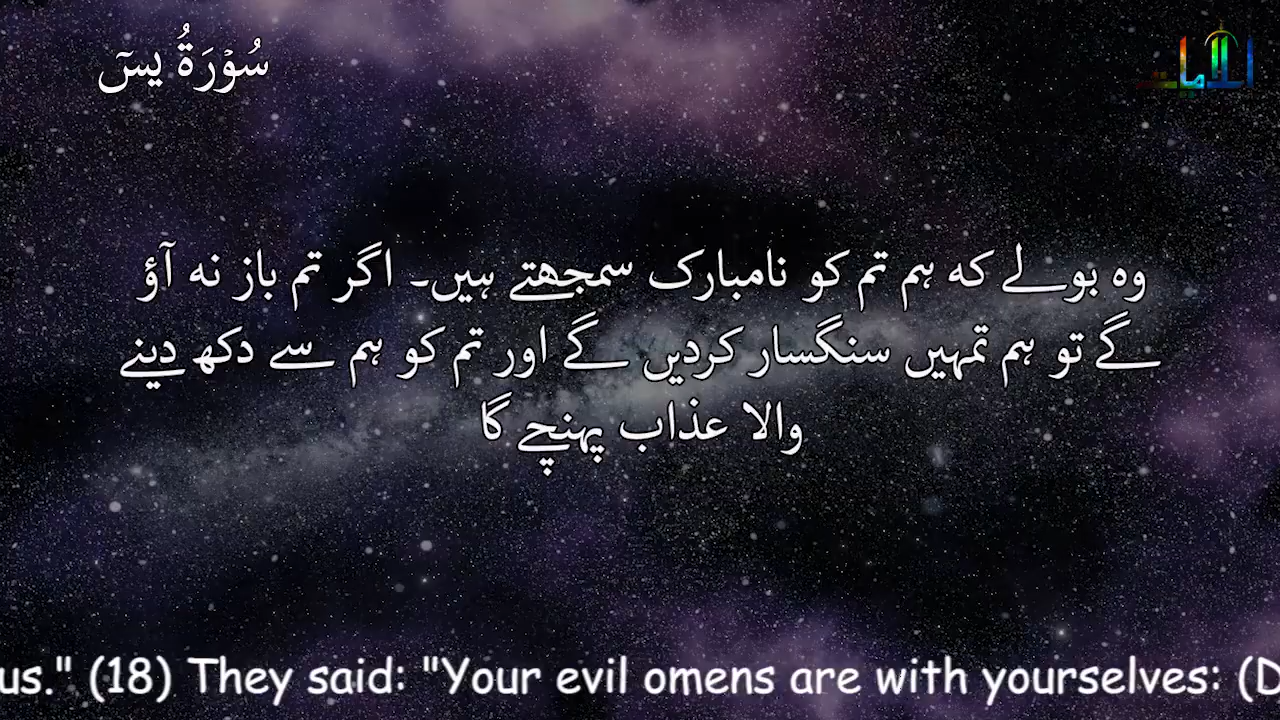 سُوۡرَةُ يسٓ
وہ بولے کہ ہم تم کو نامبارک سمجھتے ہیں۔ اگر تم باز نہ آؤ
گے تو ہم تمہیں سنگسار کردیں گے اور تم کو ہم سے دکھ دینے
والا عذاب پہنچے گا
us." (18) They said: "Your evil omens are with yourselves: (D